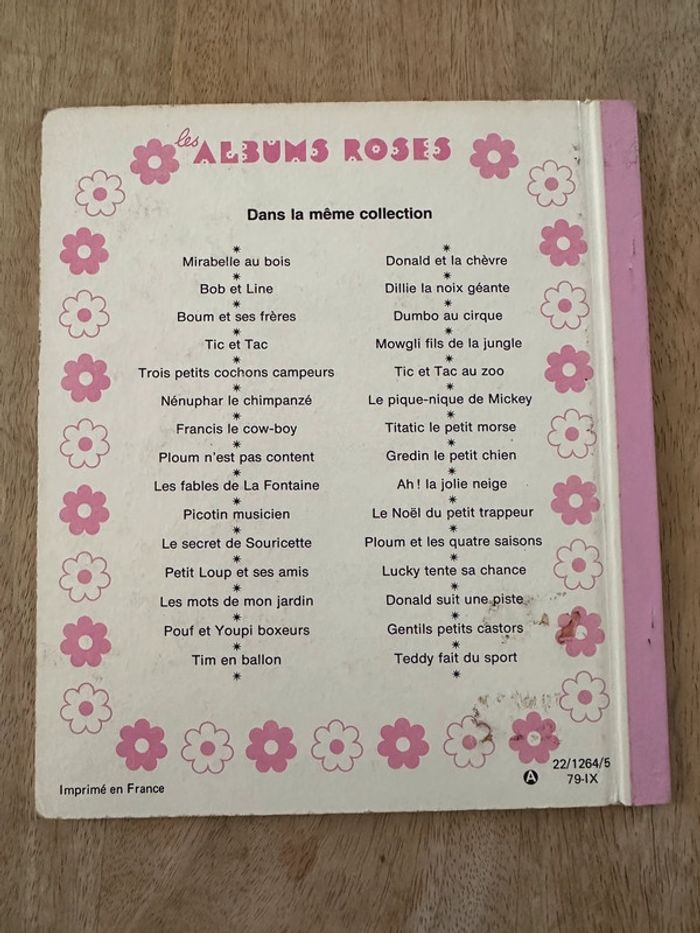 les ALBUMS ROSES
Dans la même collection
Mirabelle au bois
Bob et Line
Boum et ses frères
Tic et Tac
Trois petits cochons campeurs
Nénuphar le chimpanzé
Francis le cow-boy
Ploum n'est pas content
Les fables de La Fontaine
Picotin musicien
Le secret de Souricette
Petit Loup et ses amis
Les mots de mon jardin
Pouf et Youpi boxeurs
Tim en ballon
Donald et la chèvre
Dillie la noix géante
Dumbo au cirque
Mowgli fils de la jungle
Tic et Tac au zoo
Le pique-nique de Mickey
Titatic le petit morse
Gredin le petit chien
Ah! la jolie neige
Le Noël du petit trappeur
Ploum et les quatre saisons
Lucky tente sa chance
Donald suit une piste
Gentils petits castors
Teddy fait du sport
Imprimé en France
22/1264/5
A 79-IX